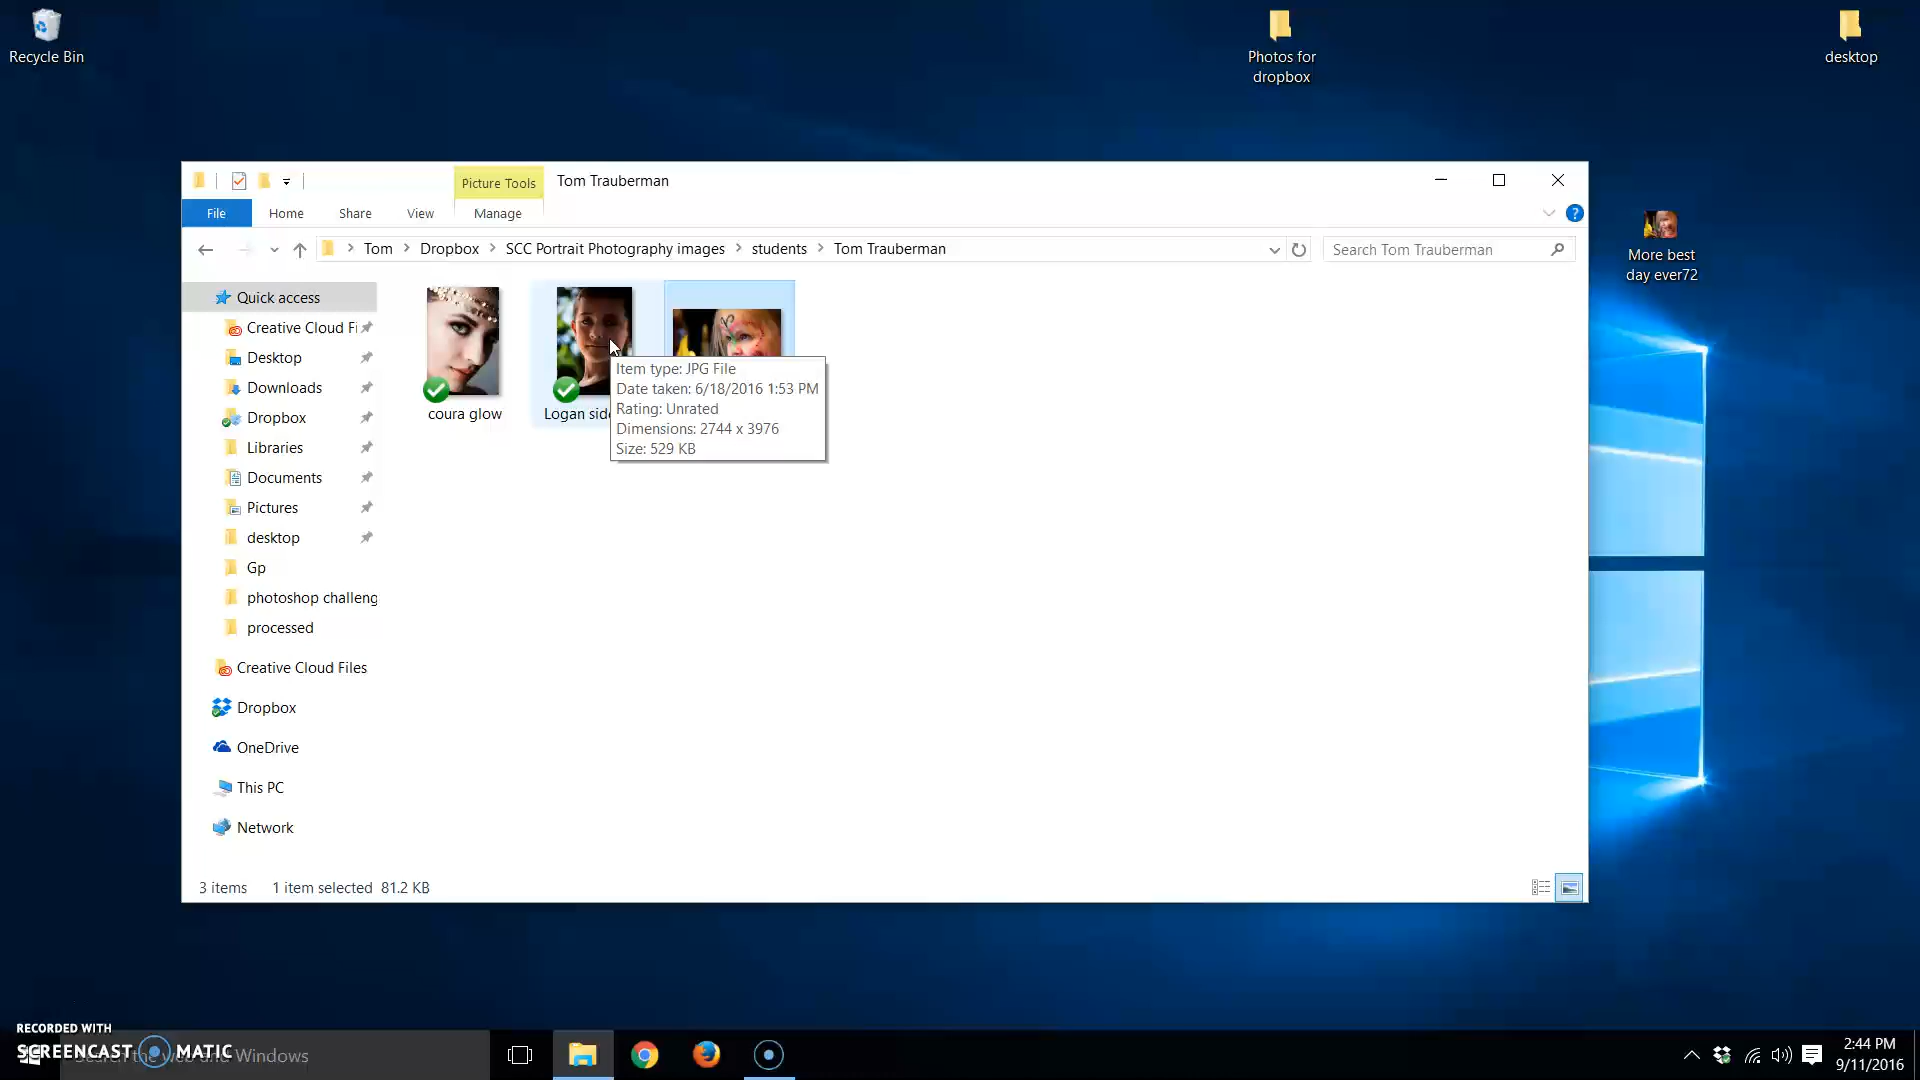 Recycle Bin
Photos for
dropbox
desktop
Picture Tools
Tom Trauberman
File
Home
Share
View
Manage
?
Tom
Dropbox
SCC Portrait Photography images
students
Tom Trauberman
Search Tom Trauberman
More best
day ever72
Quick access
Creative Cloud Fi
Desktop
Downloads
Dropbox
Libraries
Documents
Pictures
desktop
Gp
photoshop challeng
processed
Creative Cloud Files
Dropbox
OneDrive
This PC
Network
coura glow
Logan sid
Item type: JPG File
Date taken: 6/18/2016 1:53 PM
Rating: Unrated
Dimensions: 2744 x 3976
Size: 529 KB
3 items
1 item selected 81.2 KB
RECORDED WITH
SCREENCAST MATIC
Search the web and Windows
2:44 PM
9/11/2016